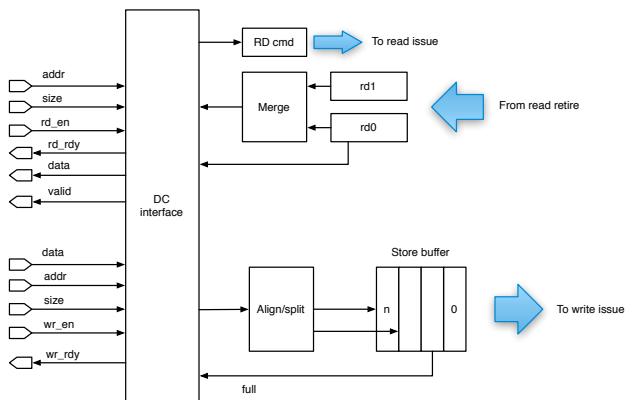 RD cmd
To read issue
addr
size
rd_en
rd_rdy
data
valid
Merge
rd1
rd0
From read retire
DC
interface
data
addr
size
wr_en
wr_rdy
Align/split
Store buffer
n
0
To write issue
full